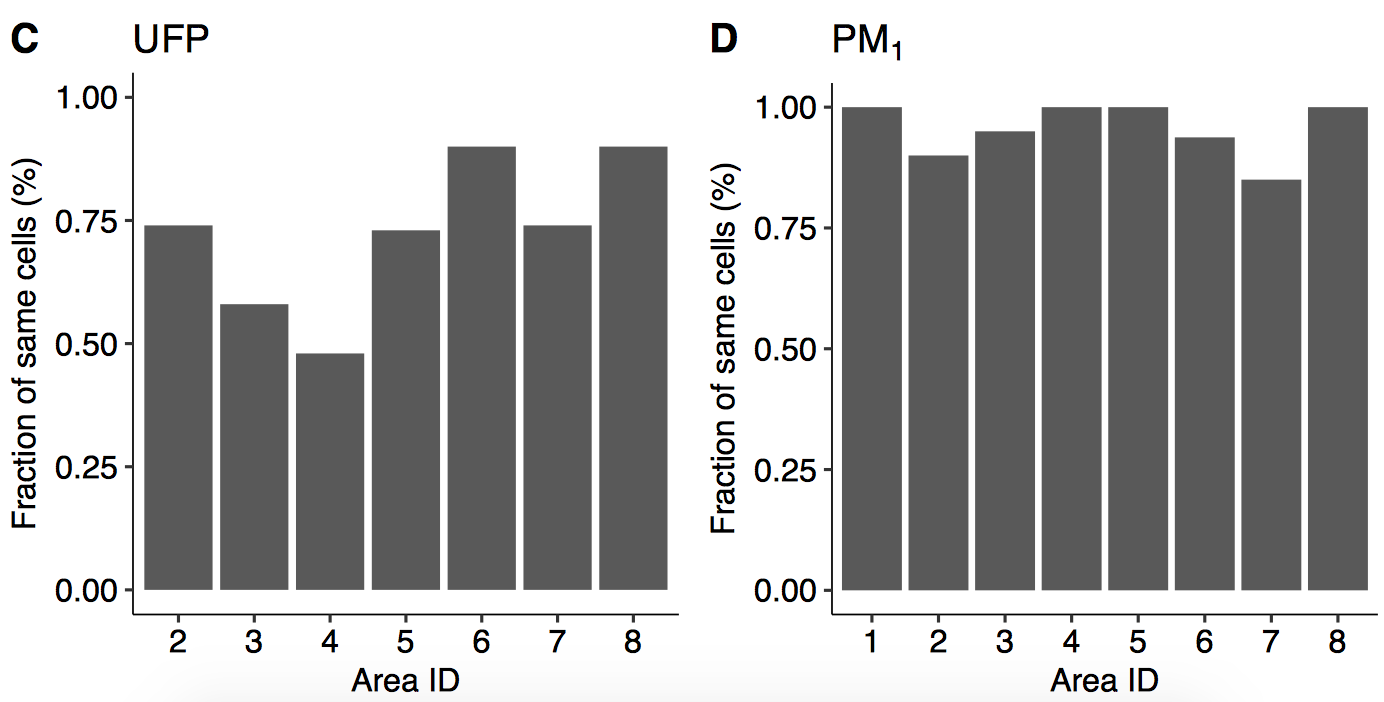 C UFP
Fraction of same cells (%)
1.00
0.75
0.50
0.25
0.00
2 3 4 5 6 7 8
Area ID
D PM₁
Fraction of same cells (%)
1.00
0.75
0.50
0.25
0.00
1 2 3 4 5 6 7 8
Area ID